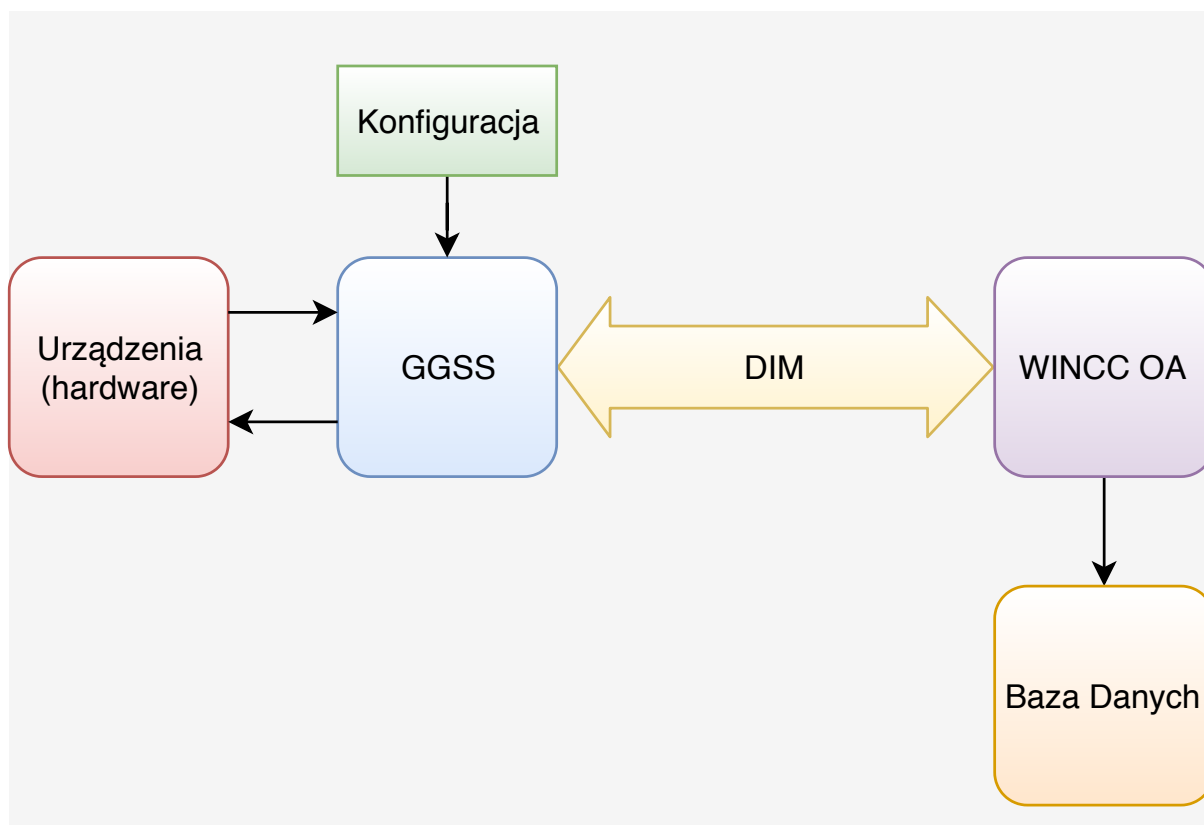 Konfiguracja
Urządzenia
(hardware)
GGSS
DIM
WINCC OA
Baza Danych